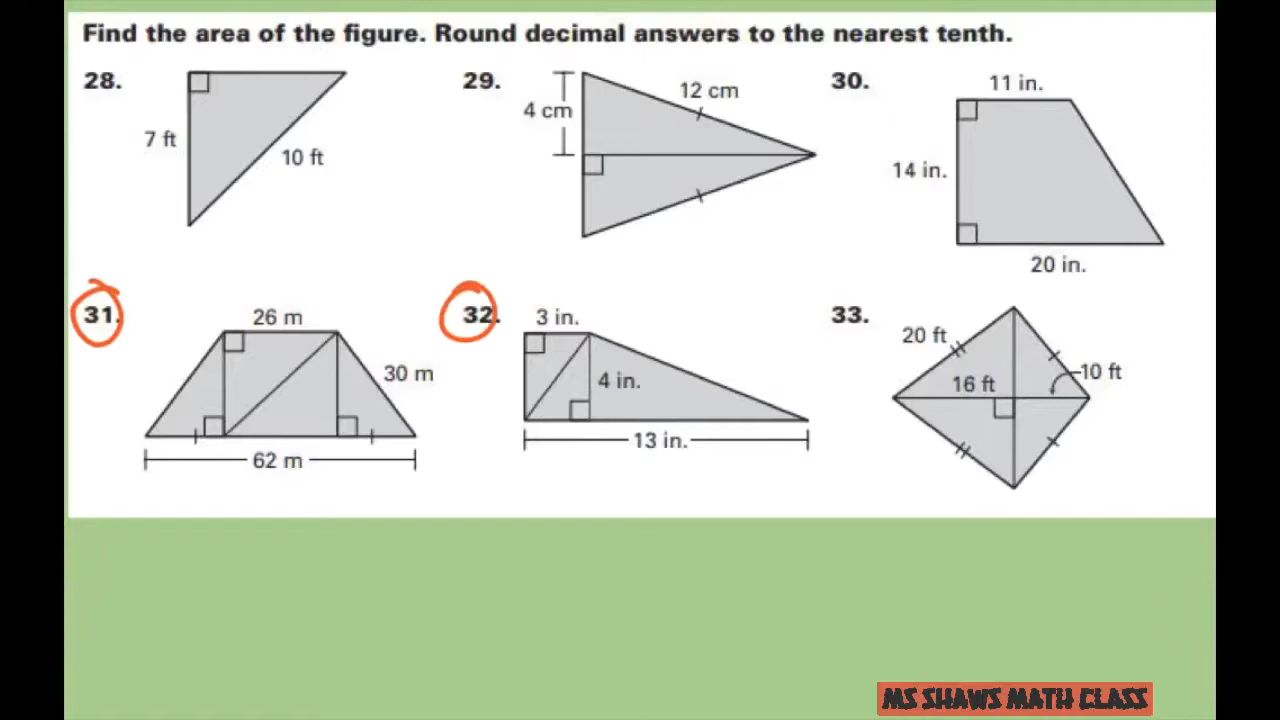 Find the area of the figure. Round decimal answers to the nearest tenth.
28.
7 ft
10 ft
29.
4 cm
12 cm
30.
11 in.
14 in.
20 in.
31.
26 m
30 m
62 m
32.
3 in.
4 in.
13 in.
33.
20 ft
16 ft
10 ft
MS SHAWS MATH CLASS